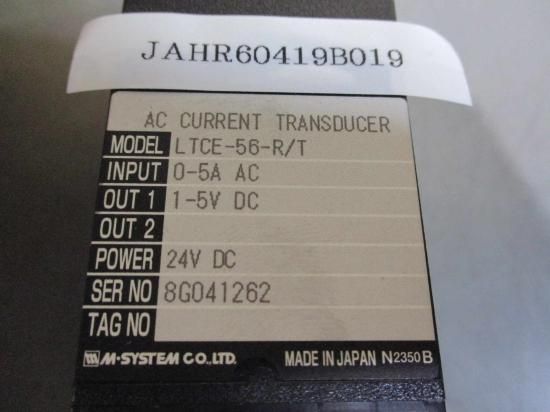 JAHR60419B019
AC CURRENT TRANSDUCER
MODEL LTCE-56-R/T
INPUT 0-5A AC
OUT 1 1-5V DC
OUT 2
POWER 24V DC
SER NO 8G041262
TAG NO
M-SYSTEM CO., LTD. MADE IN JAPAN N2350B